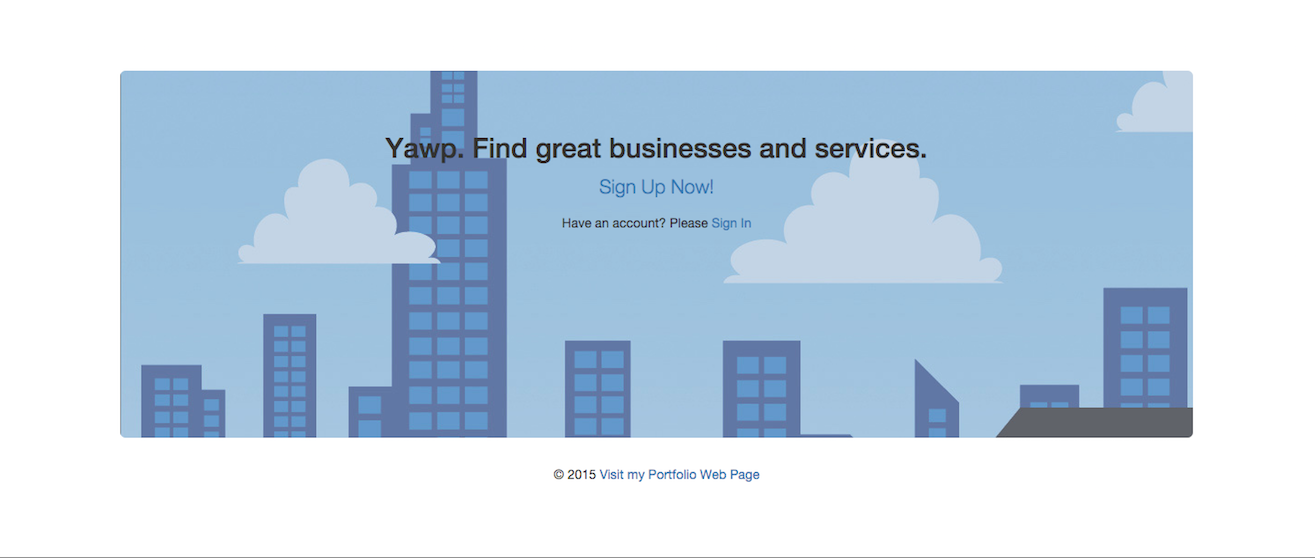 Yawp. Find great businesses and services.
Sign Up Now!
Have an account? Please Sign In
© 2015 Visit my Portfolio Web Page